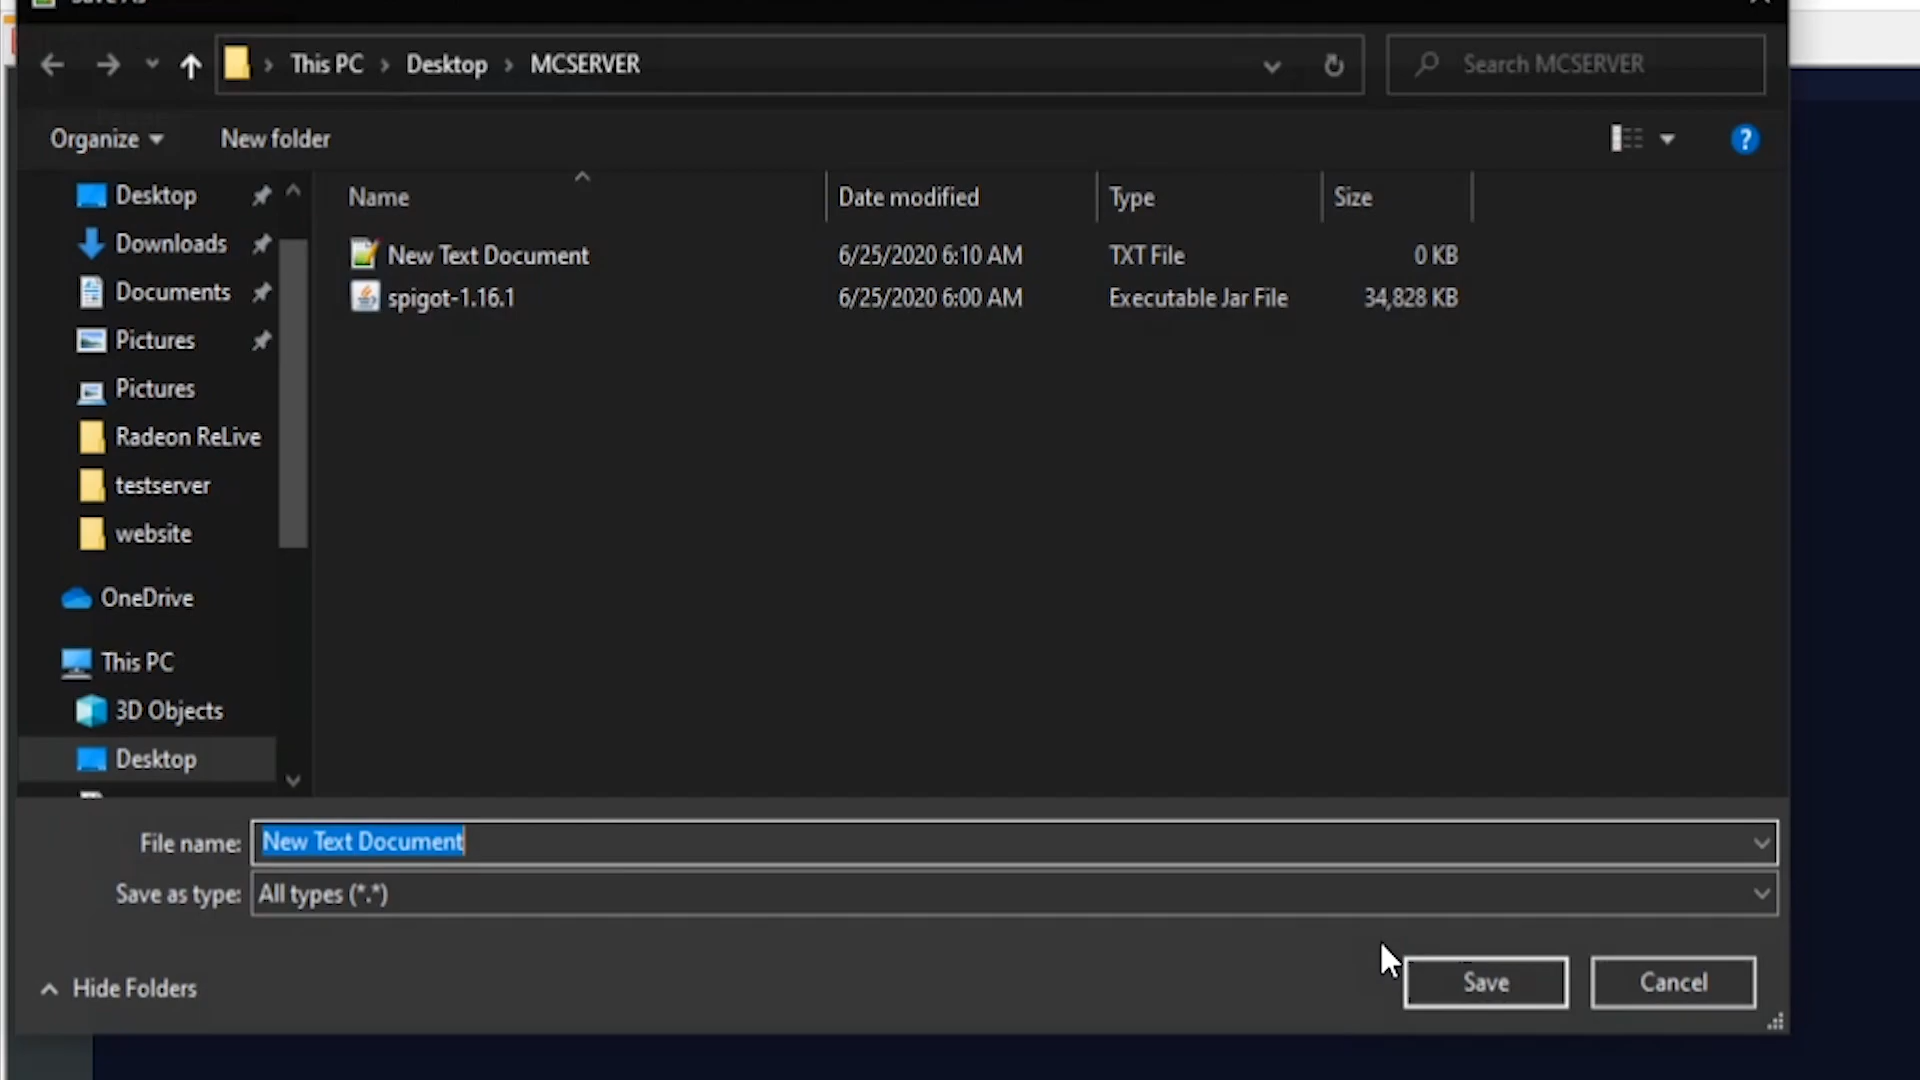 Save As
This PC > Desktop > MCSERVER
Search MCSERVER
Organize
New folder
?
Name
Date modified
Type
Size
New Text Document
6/25/2020 6:10 AM
TXT File
0 KB
spigot-1.16.1
6/25/2020 6:00 AM
Executable Jar File
34,828 KB
Desktop
Downloads
Documents
Pictures
Pictures
Radeon ReLive
testserver
website
OneDrive
This PC
3D Objects
Desktop
File name: New Text Document
Save as type: All types (*.*)
Hide Folders
Save
Cancel